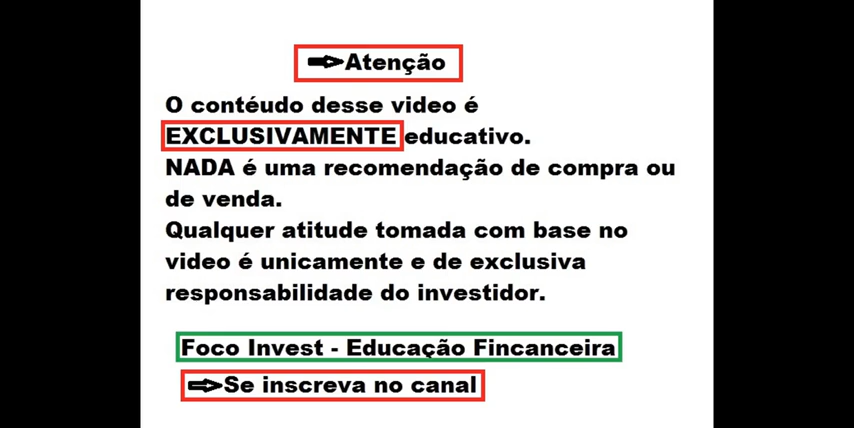 ⇨Atenção
O contéudo desse video é
EXCLUSIVAMENTE educativo.
NADA é uma recomendação de compra ou
de venda.
Qualquer atitude tomada com base no
video é unicamente e de exclusiva
responsabilidade do investidor.
Foco Invest - Educação Fincanceira
⇨Se inscreva no canal